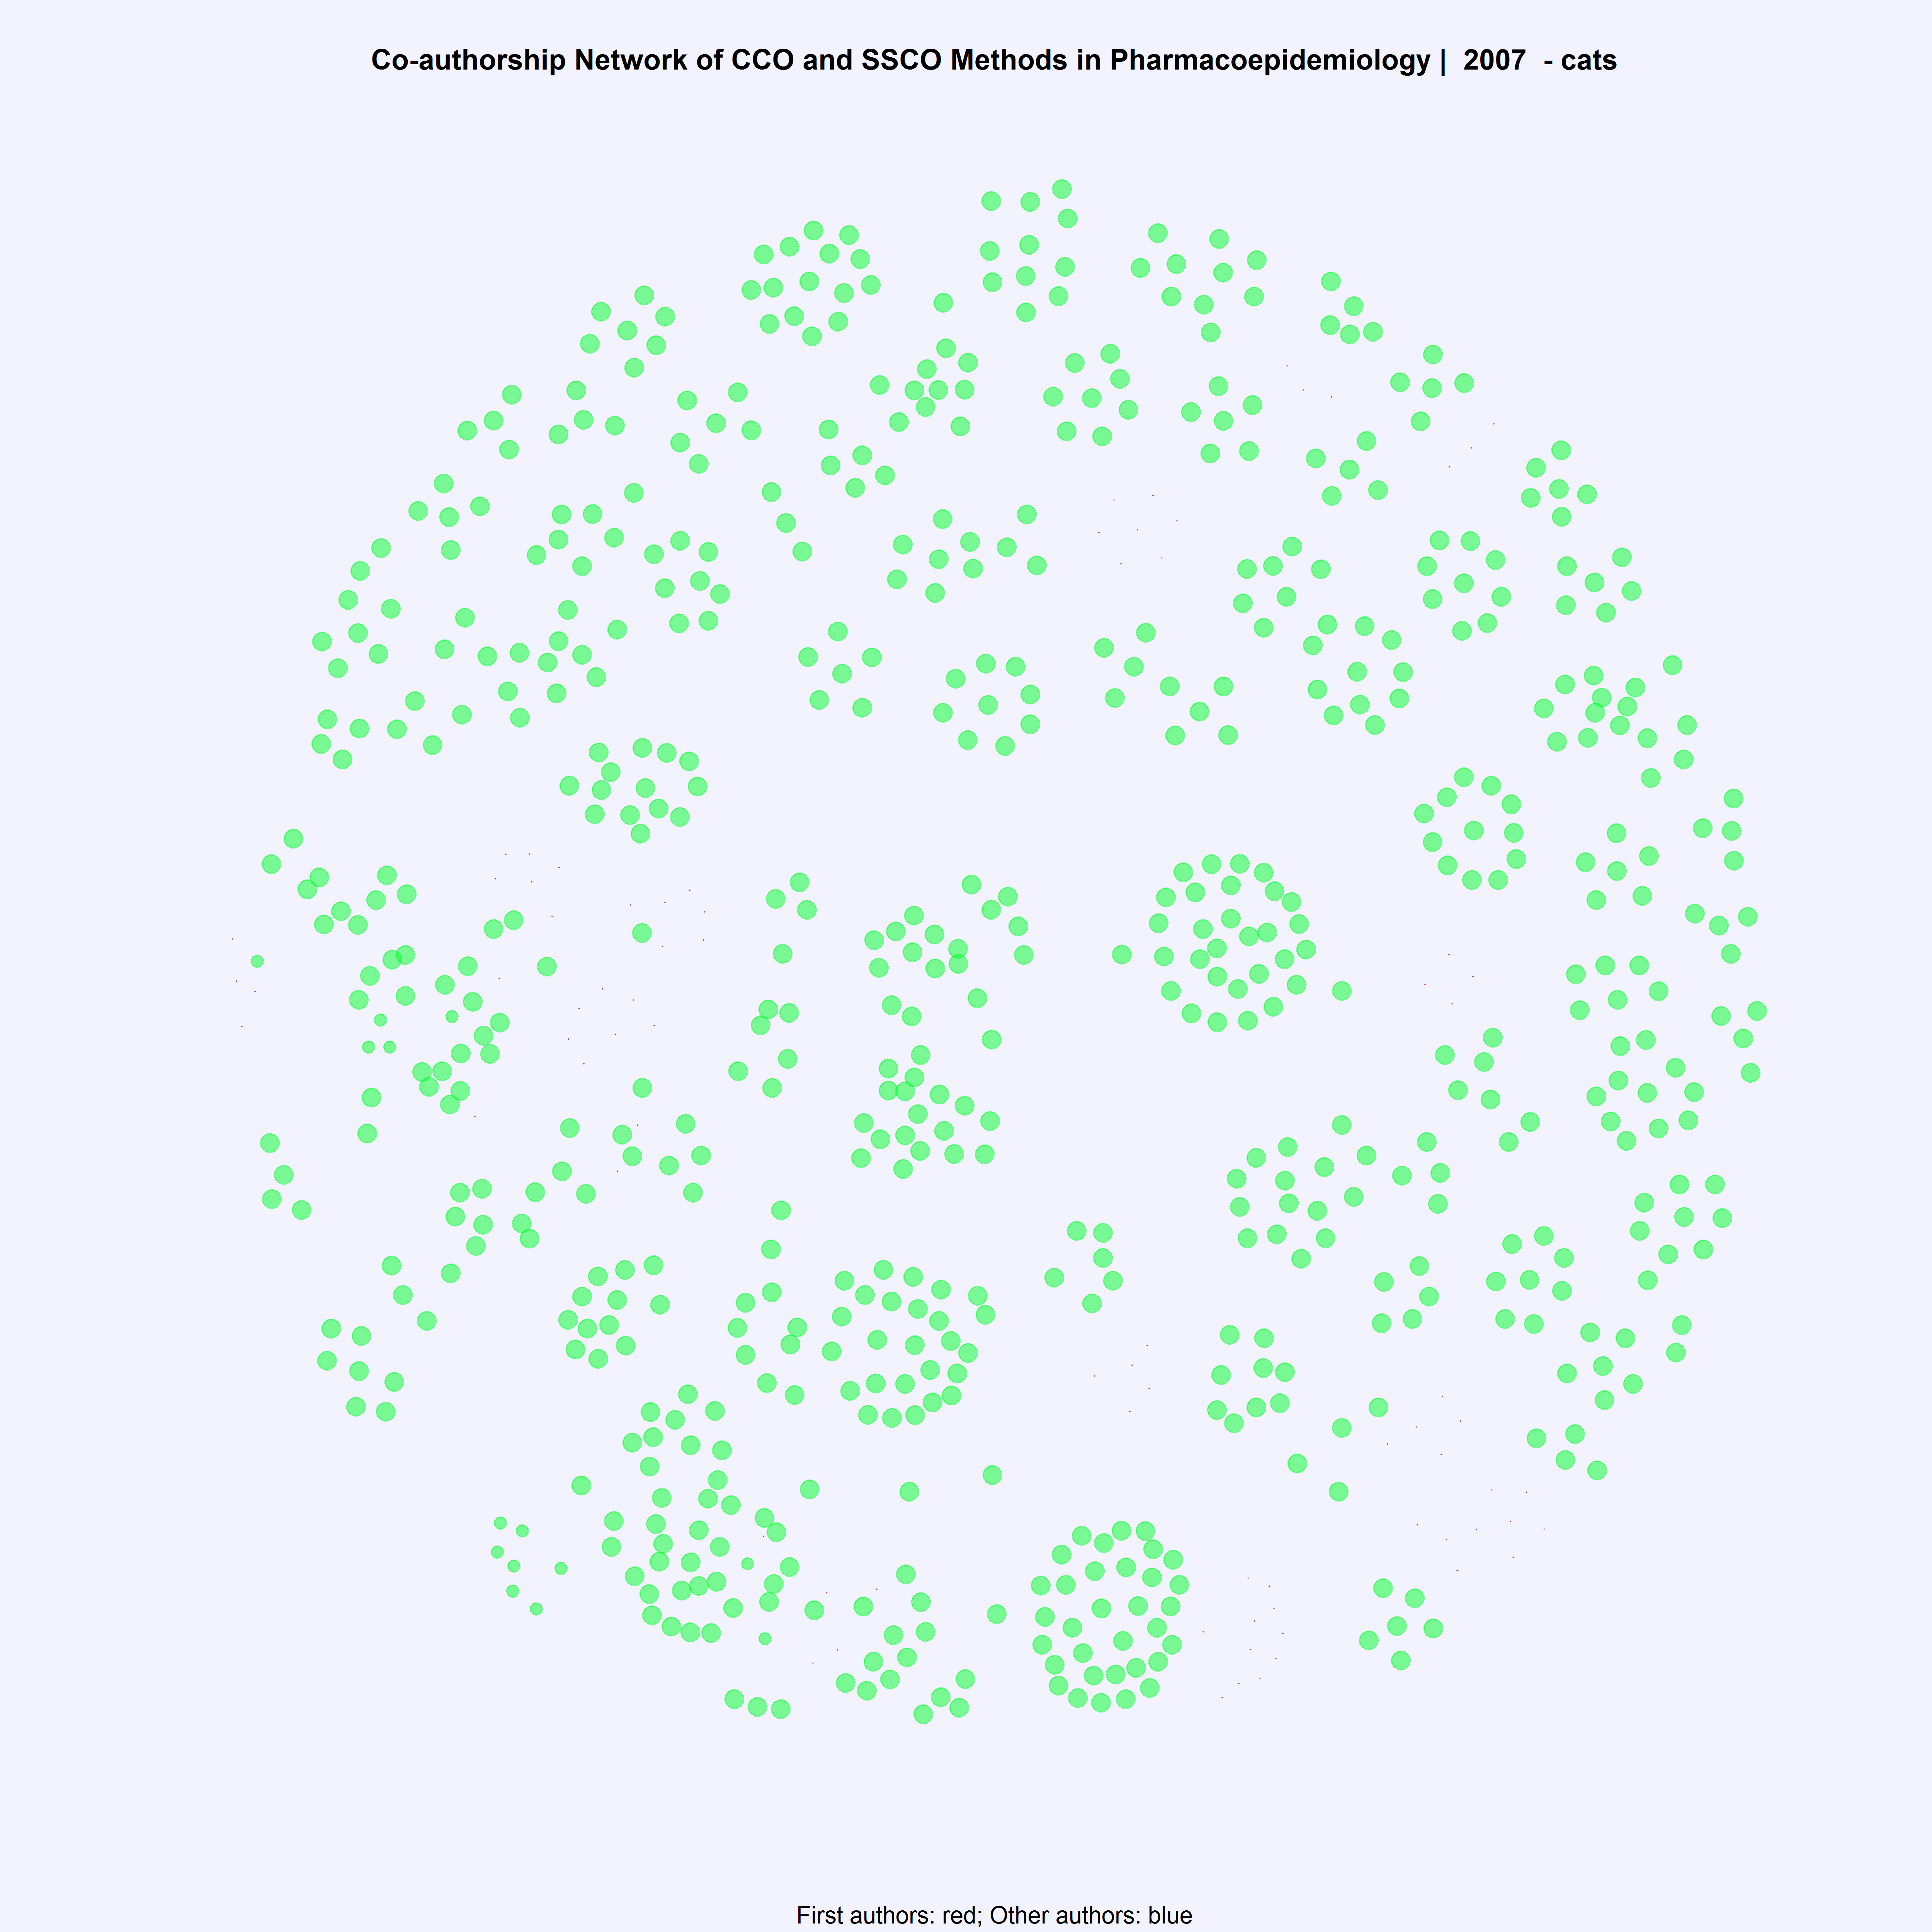 Co-authorship Network of CCO and SSCO Methods in Pharmacoepidemiology | 2007 - cats
First authors: red; Other authors: blue